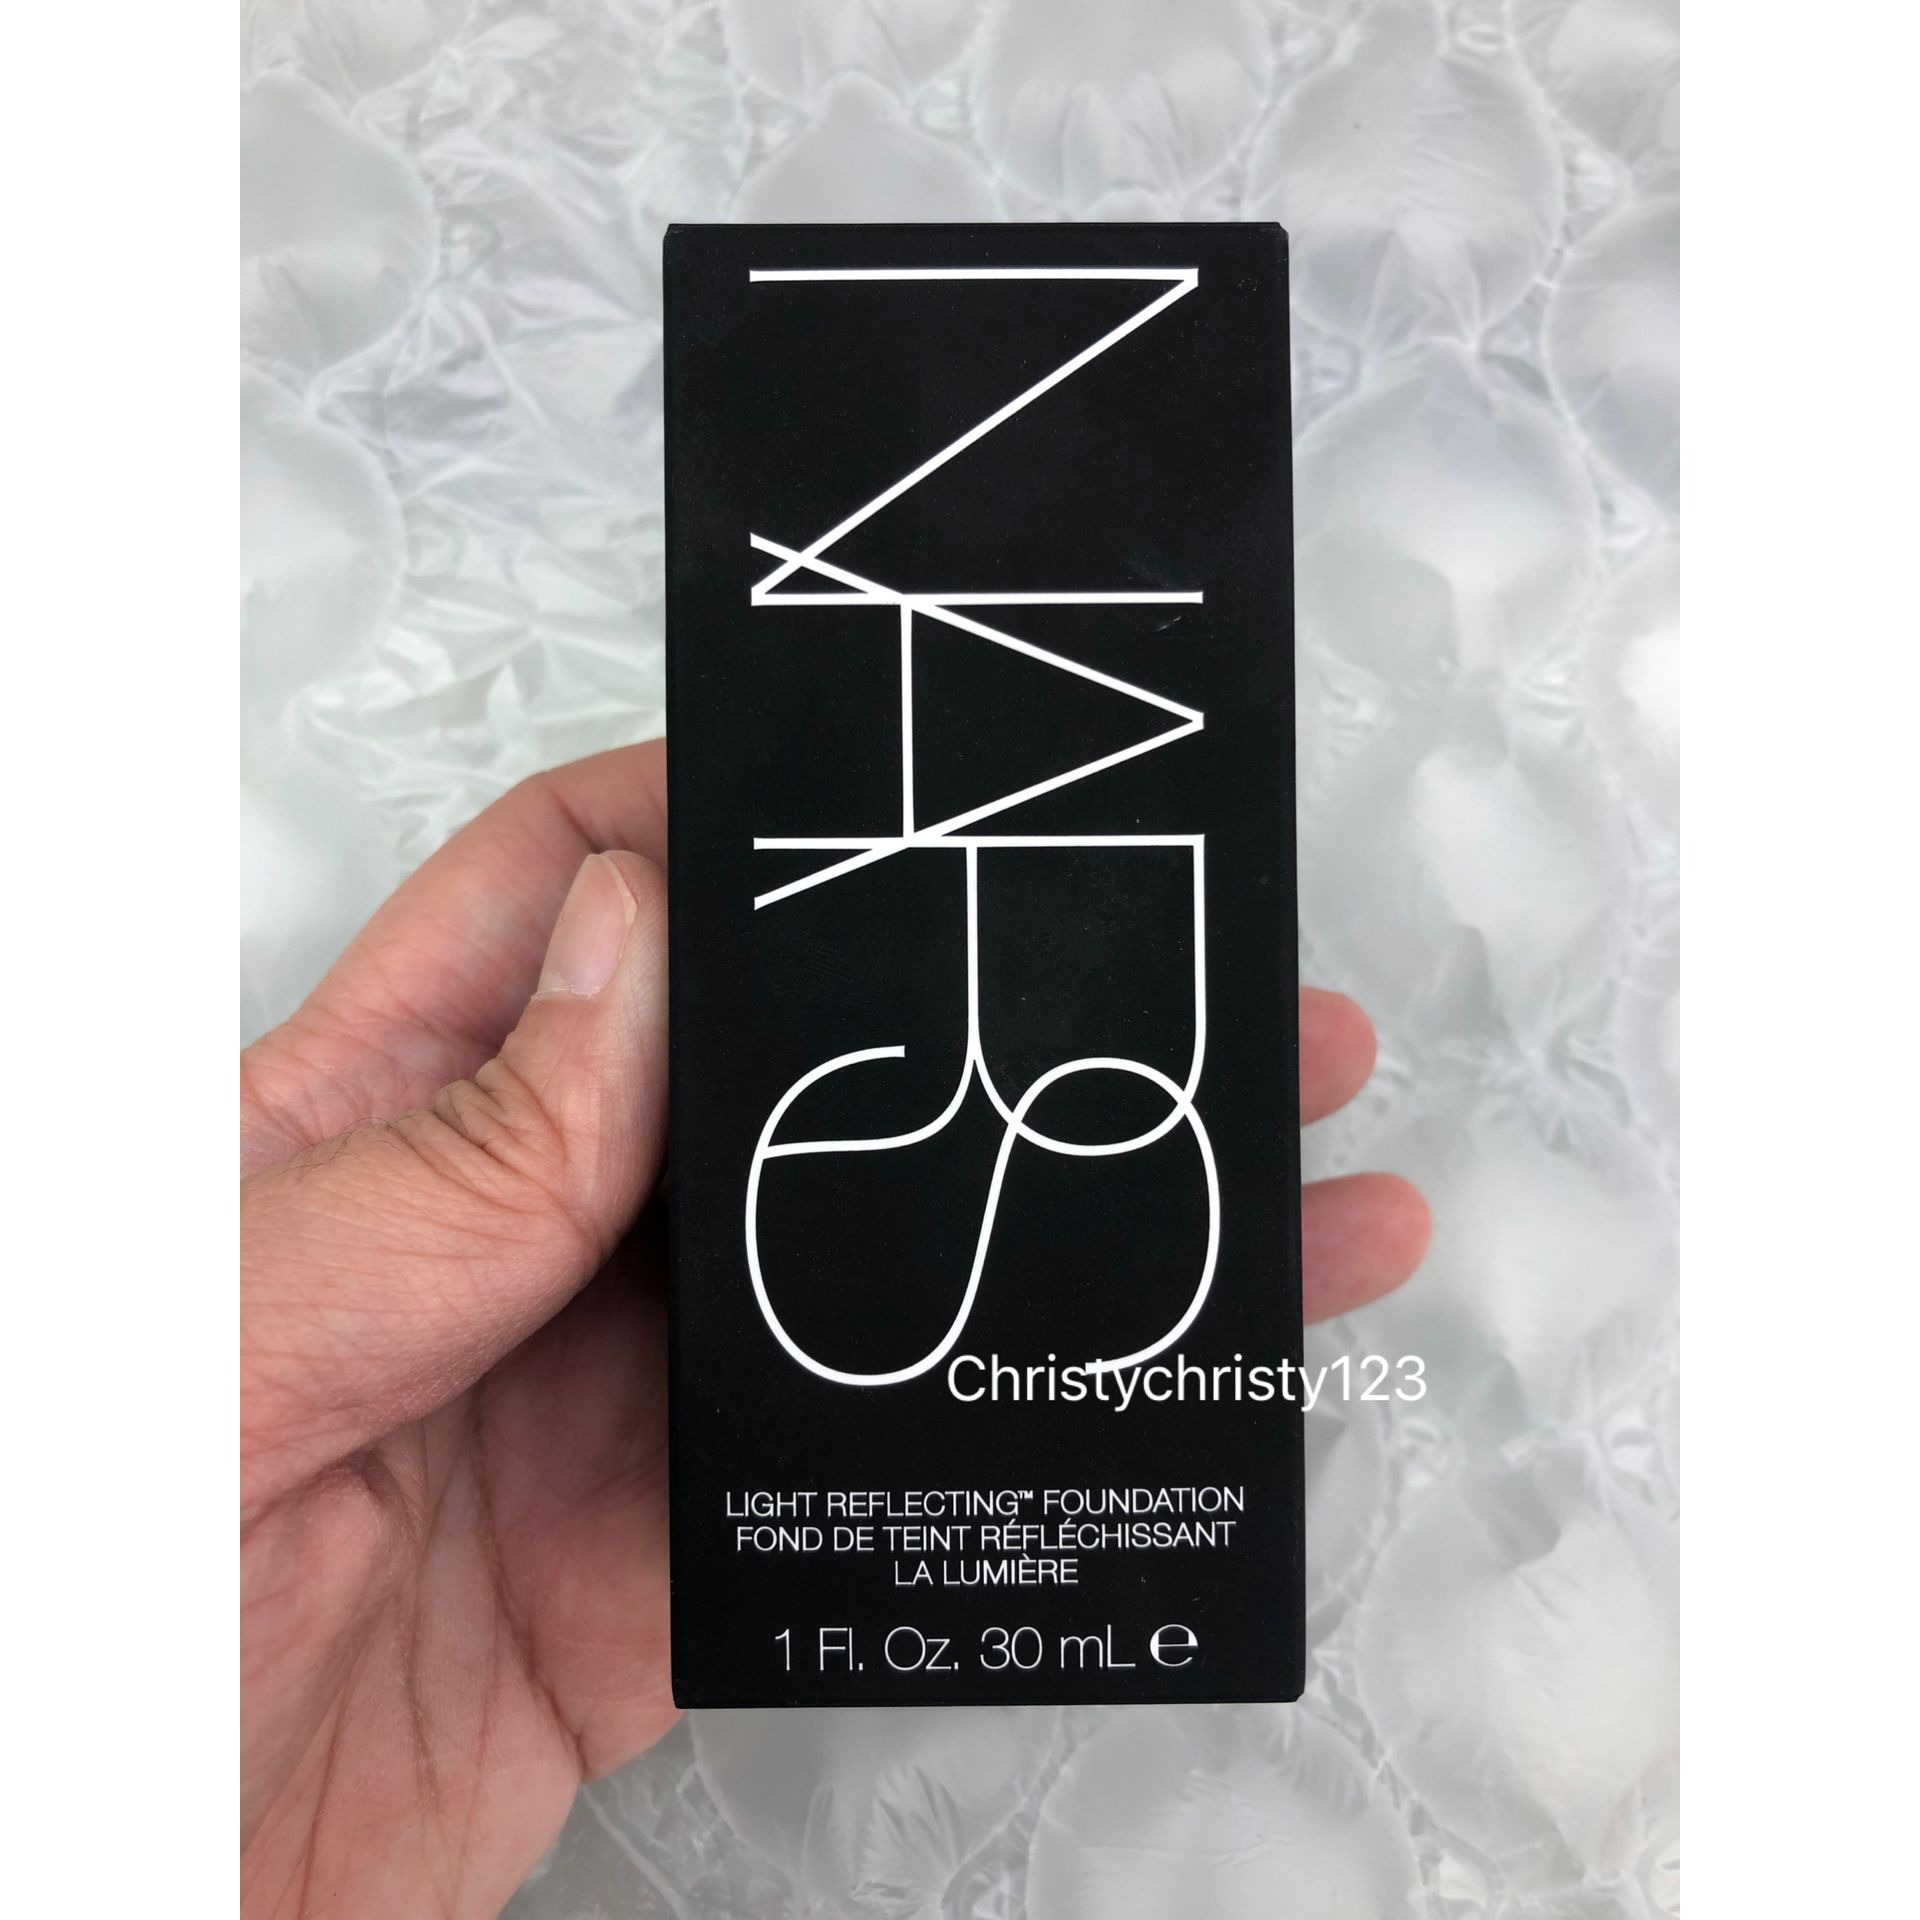 NARS
Christychristy123
LIGHT REFLECTING™ FOUNDATION
FOND DE TEINT RÉFLÉCHISSANT
LA LUMIÈRE
1 Fl. Oz. 30 mL ℮